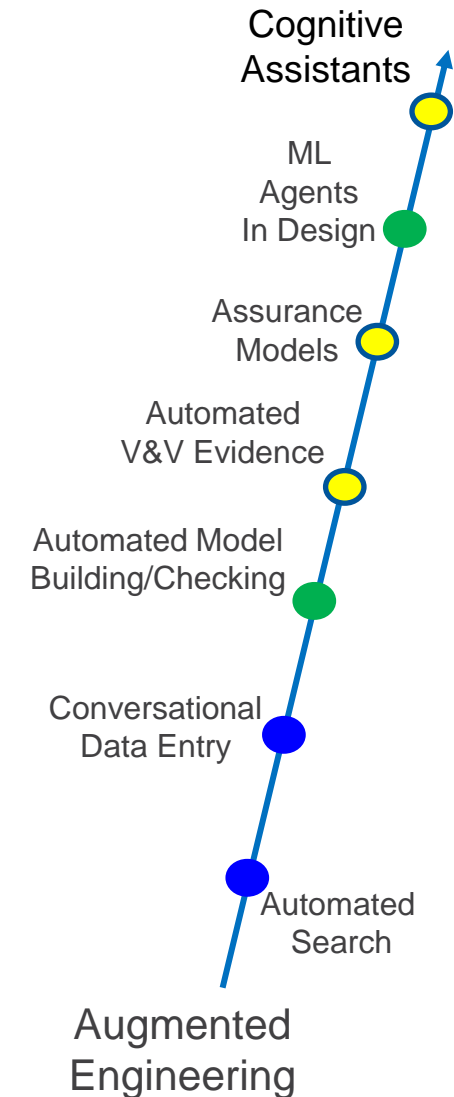 Cognitive
Assistants
ML
Agents
In Design
Assurance
Models
Automated
V&V Evidence
Automated Model
Building/Checking
Conversational
Data Entry
Automated
Search
Augmented
Engineering